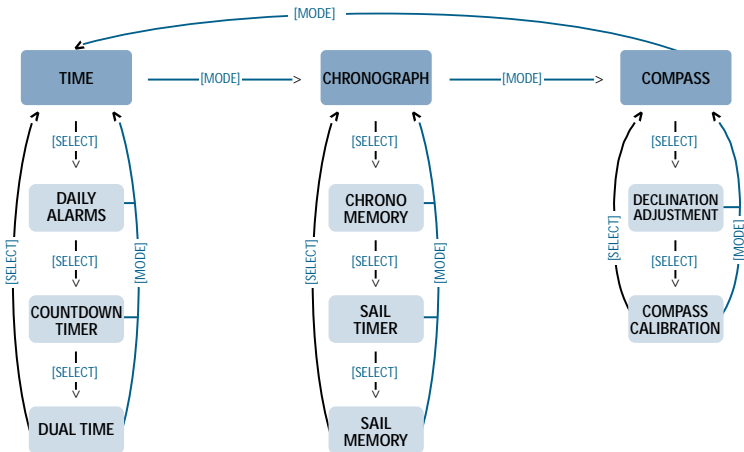 [MODE]
TIME
[MODE]
CHRONOGRAPH
[MODE]
COMPASS
[SELECT]
[SELECT]
[SELECT]
DAILY
ALARMS
CHRONO
MEMORY
DECLINATION
ADJUSTMENT
[SELECT]
[MODE]
[SELECT]
[MODE]
[SELECT]
[MODE]
[SELECT]
[SELECT]
[SELECT]
COUNTDOWN
TIMER
SAIL
TIMER
COMPASS
CALIBRATION
[SELECT]
[SELECT]
DUAL TIME
SAIL
MEMORY